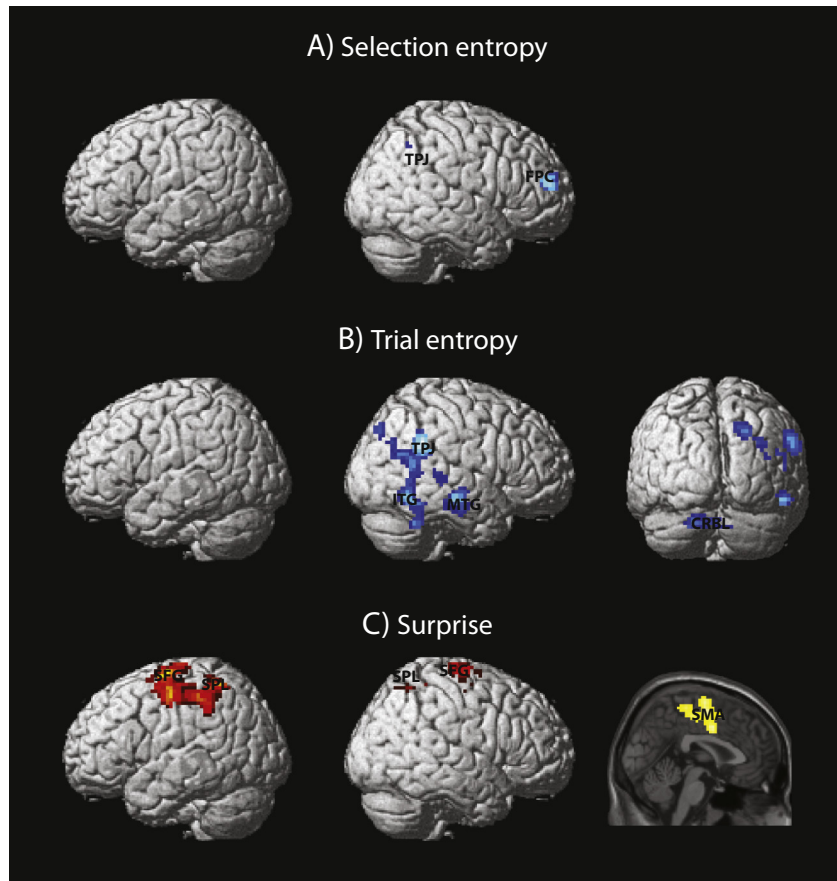 A) Selection entropy
TPJ
FPC
B) Trial entropy
TPJ
ITG
MTG
CRBL
C) Surprise
SFG
SPL
SPL
SFG
SMA